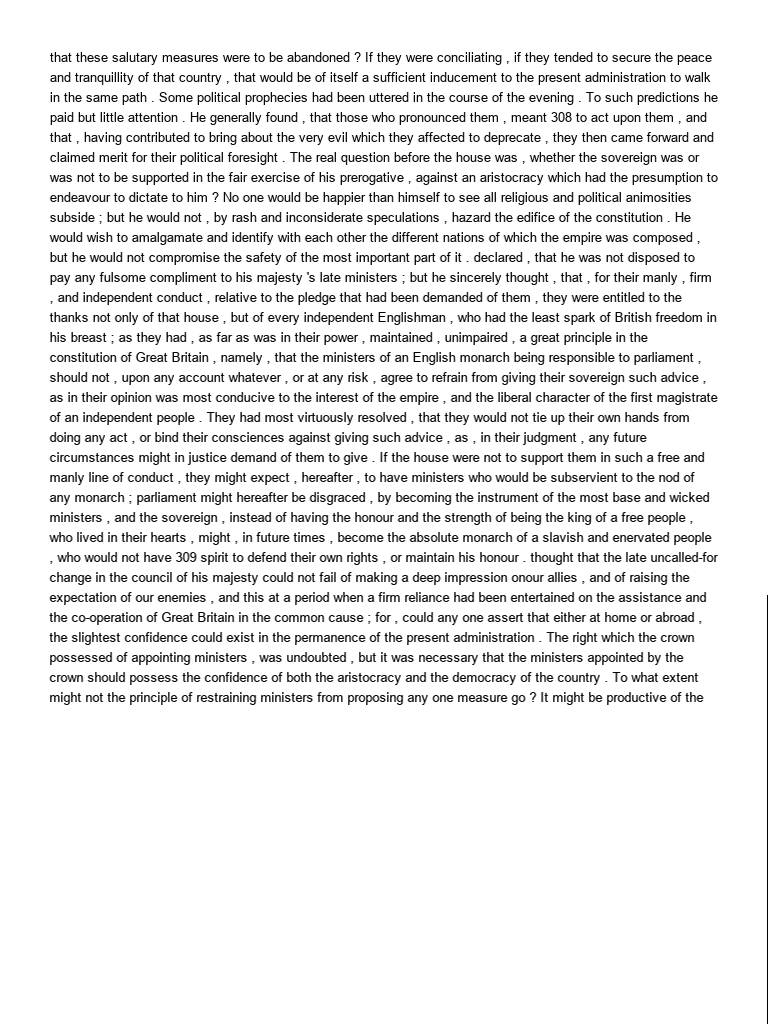 that these salutary measures were to be abandoned ? If they were conciliating , if they tended to secure the peace
and tranquillity of that country , that would be of itself a sufficient inducement to the present administration to walk
in the same path . Some political prophecies had been uttered in the course of the evening . To such predictions he
paid but little attention . He generally found , that those who pronounced them , meant 308 to act upon them , and
that , having contributed to bring about the very evil which they affected to deprecate , they then came forward and
claimed merit for their political foresight . The real question before the house was , whether the sovereign was or
was not to be supported in the fair exercise of his prerogative , against an aristocracy which had the presumption to
endeavour to dictate to him ? No one would be happier than himself to see all religious and political animosities
subside ; but he would not , by rash and inconsiderate speculations , hazard the edifice of the constitution . He
would wish to amalgamate and identify with each other the different nations of which the empire was composed ,
but he would not compromise the safety of the most important part of it . declared , that he was not disposed to
pay any fulsome compliment to his majesty 's late ministers ; but he sincerely thought , that , for their manly , firm
, and independent conduct , relative to the pledge that had been demanded of them , they were entitled to the
thanks not only of that house , but of every independent Englishman , who had the least spark of British freedom in
his breast ; as they had , as far as was in their power , maintained , unimpaired , a great principle in the
constitution of Great Britain , namely , that the ministers of an English monarch being responsible to parliament ,
should not , upon any account whatever , or at any risk , agree to refrain from giving their sovereign such advice ,
as in their opinion was most conducive to the interest of the empire , and the liberal character of the first magistrate
of an independent people . They had most virtuously resolved , that they would not tie up their own hands from
doing any act , or bind their consciences against giving such advice , as , in their judgment , any future
circumstances might in justice demand of them to give . If the house were not to support them in such a free and
manly line of conduct , they might expect , hereafter , to have ministers who would be subservient to the nod of
any monarch ; parliament might hereafter be disgraced , by becoming the instrument of the most base and wicked
ministers , and the sovereign , instead of having the honour and the strength of being the king of a free people ,
who lived in their hearts , might , in future times , become the absolute monarch of a slavish and enervated people
, who would not have 309 spirit to defend their own rights , or maintain his honour . thought that the late uncalled-for
change in the council of his majesty could not fail of making a deep impression onour allies , and of raising the
expectation of our enemies , and this at a period when a firm reliance had been entertained on the assistance and
the co-operation of Great Britain in the common cause ; for , could any one assert that either at home or abroad ,
the slightest confidence could exist in the permanence of the present administration . The right which the crown
possessed of appointing ministers , was undoubted , but it was necessary that the ministers appointed by the
crown should possess the confidence of both the aristocracy and the democracy of the country . To what extent
might not the principle of restraining ministers from proposing any one measure go ? It might be productive of the